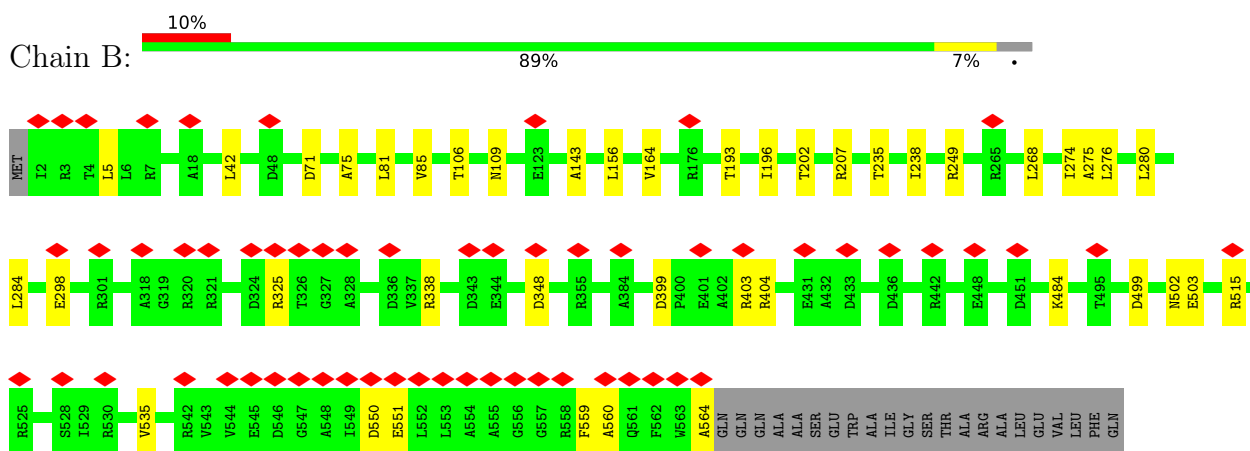 10%
Chain B:
89% 7% •
MET I2 R3 T4 L5 L6 R7 A18 L42 D48 D71 A75 L81 V85 T106 N109 E123 A143 L156 V164 R176 T193 I196 T202 R207 T235 I238 R249 R265 L268 I274 A275 L276 L280
L284 E298 R301 A318 G319 R320 R321 D324 R325 T326 G327 A328 D336 V337 R338 D343 E344 D348 R355 A384 D399 P400 E401 A402 R403 R404 E431 A432 D433 D436 R442 E448 D451 K484 T495 D499 N502 E503 R515
R525 S528 I529 R530 V535 R542 V543 V544 E545 D546 G547 A548 I549 D550 E551 L552 L553 A554 A555 G556 G557 R558 F559 A560 Q561 F562 W563 A564 GLN GLN GLN ALA ALA SER GLU TRP ALA ILE GLY SER THR ALA ARG ALA LEU GLU VAL LEU PHE GLN